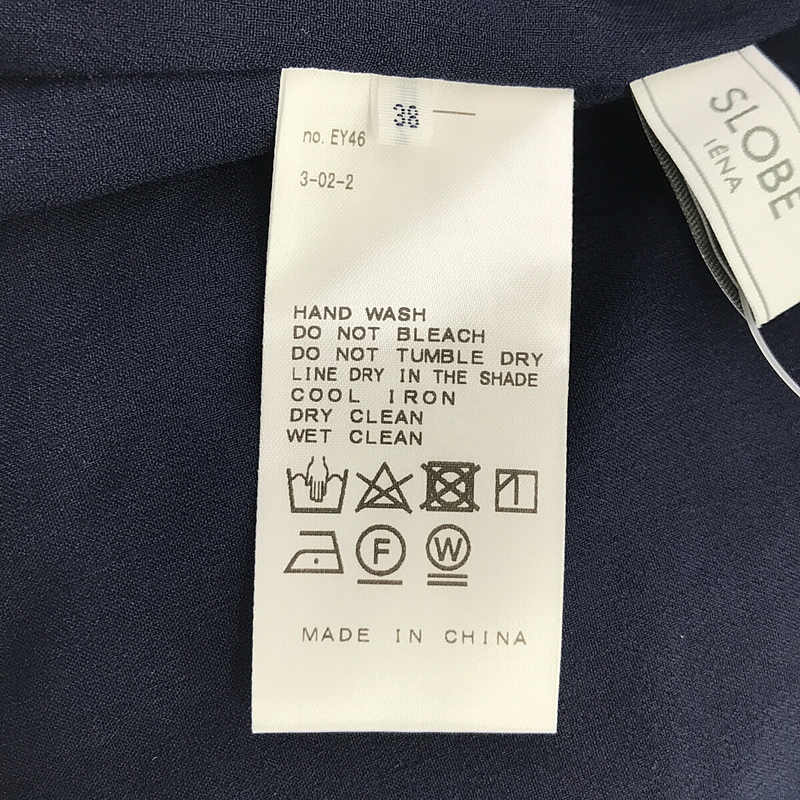 38
no. EY46
3-02-2
SLOBE
IÉNA
HAND WASH
DO NOT BLEACH
DO NOT TUMBLE DRY
LINE DRY IN THE SHADE
COOL IRON
DRY CLEAN
WET CLEAN
F W
MADE IN CHINA